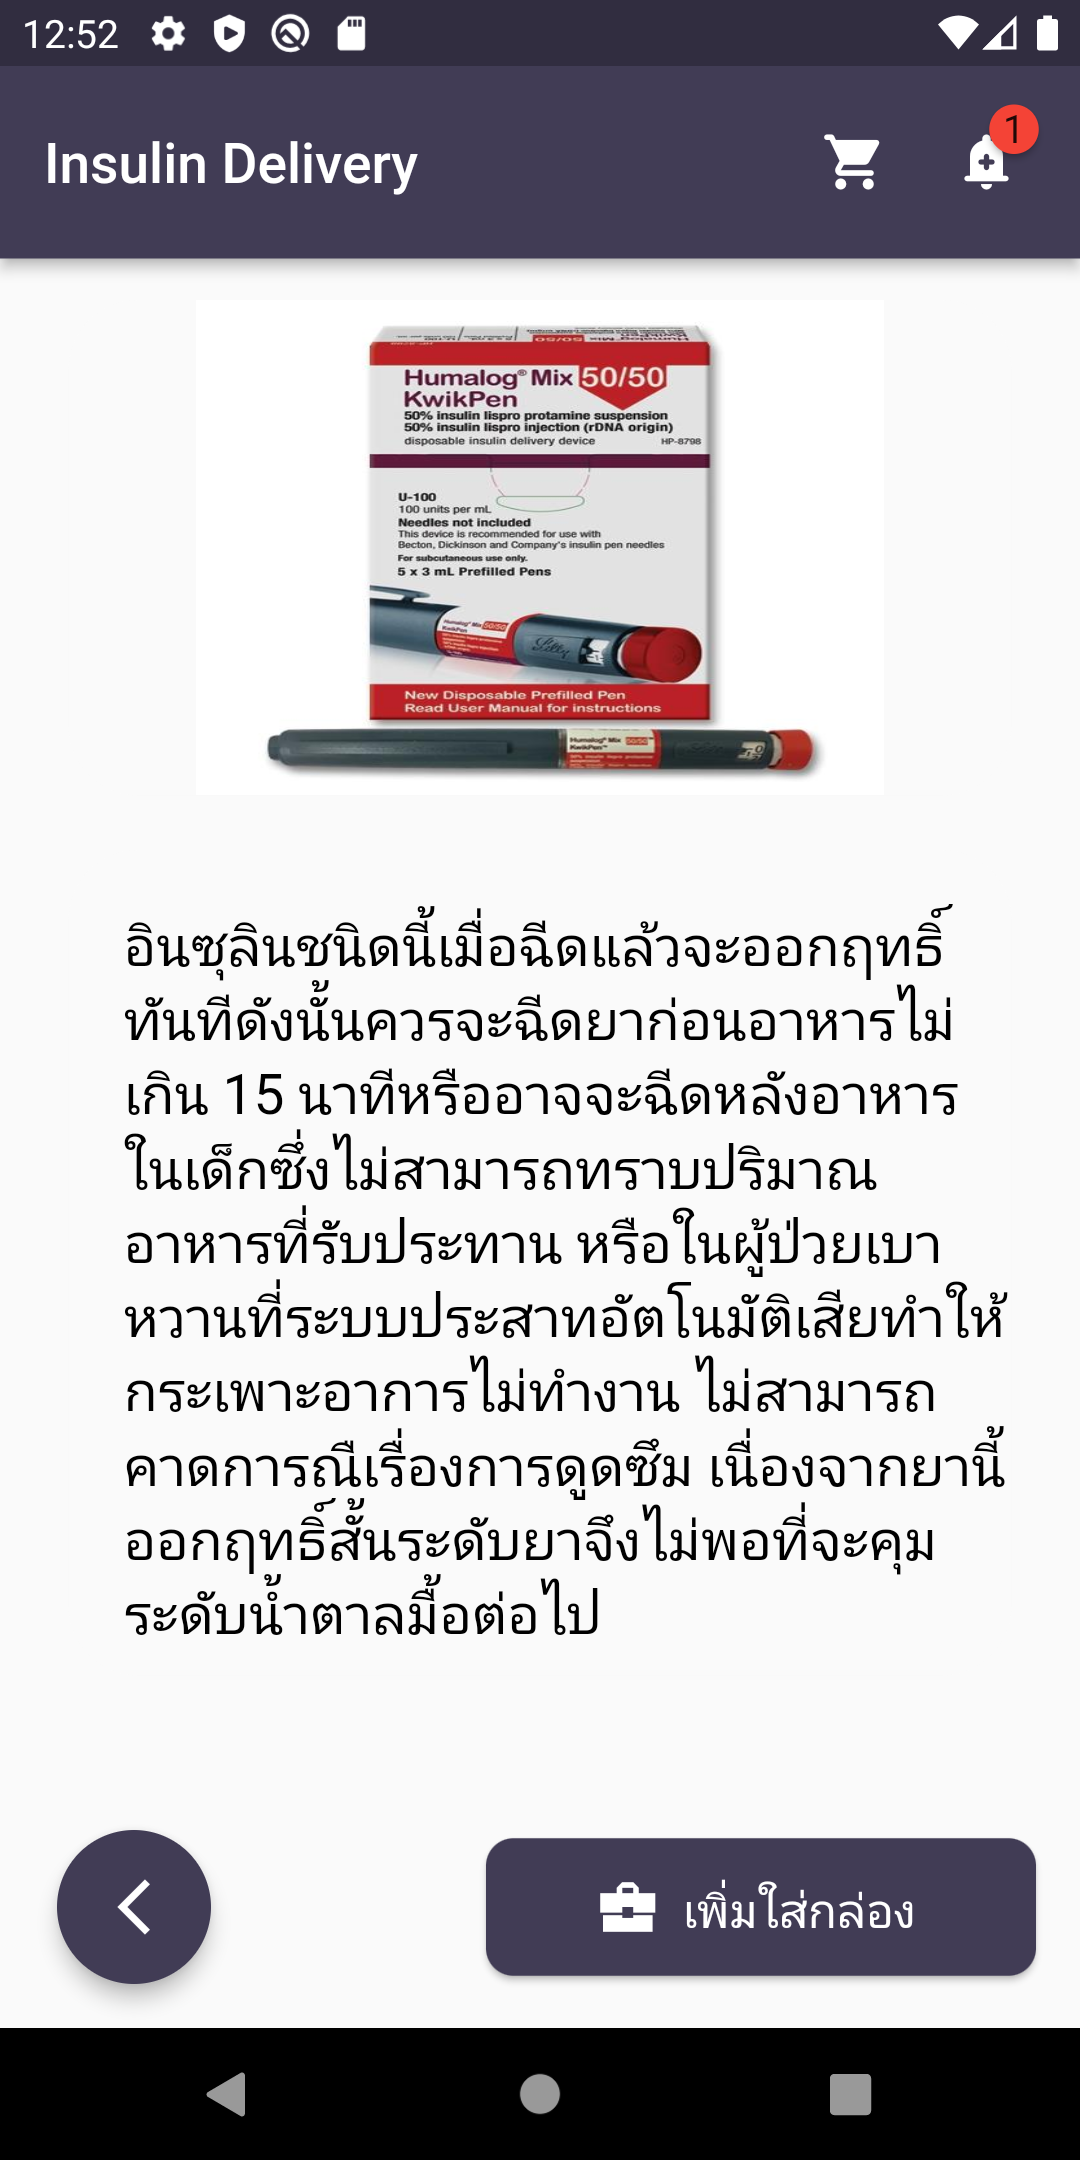 12:52
Insulin Delivery
1
Humalog® Mix 50/50
KwikPen
50% insulin lispro protamine suspension
50% insulin lispro injection (rDNA origin)
disposable insulin delivery device HP-8798
U-100
100 units per mL
Needles not included
This device is recommended for use with
Becton, Dickinson and Company's insulin pen needles
For subcutaneous use only.
5 x 3 mL Prefilled Pens
Humalog® Mix 50/50
KwikPen
Lilly
New Disposable Prefilled Pen
Read User Manual for instructions
Humalog® Mix 50/50
KwikPen™
อินซุลินชนิดนี้เมื่อฉีดแล้วจะออกฤทธิ์
ทันทีดังนั้นควรจะฉีดยาก่อนอาหารไม่
เกิน 15 นาทีหรืออาจจะฉีดหลังอาหาร
ในเด็กซึ่งไม่สามารถทราบปริมาณ
อาหารที่รับประทาน หรือในผู้ป่วยเบา
หวานที่ระบบประสาทอัตโนมัติเสียทำให้
กระเพาะอาการไม่ทำงาน ไม่สามารถ
คาดการณืเรื่องการดูดซึม เนื่องจากยานี้
ออกฤทธิ์สั้นระดับยาจึงไม่พอที่จะคุม
ระดับน้ำตาลมื้อต่อไป
เพิ่มใส่กล่อง